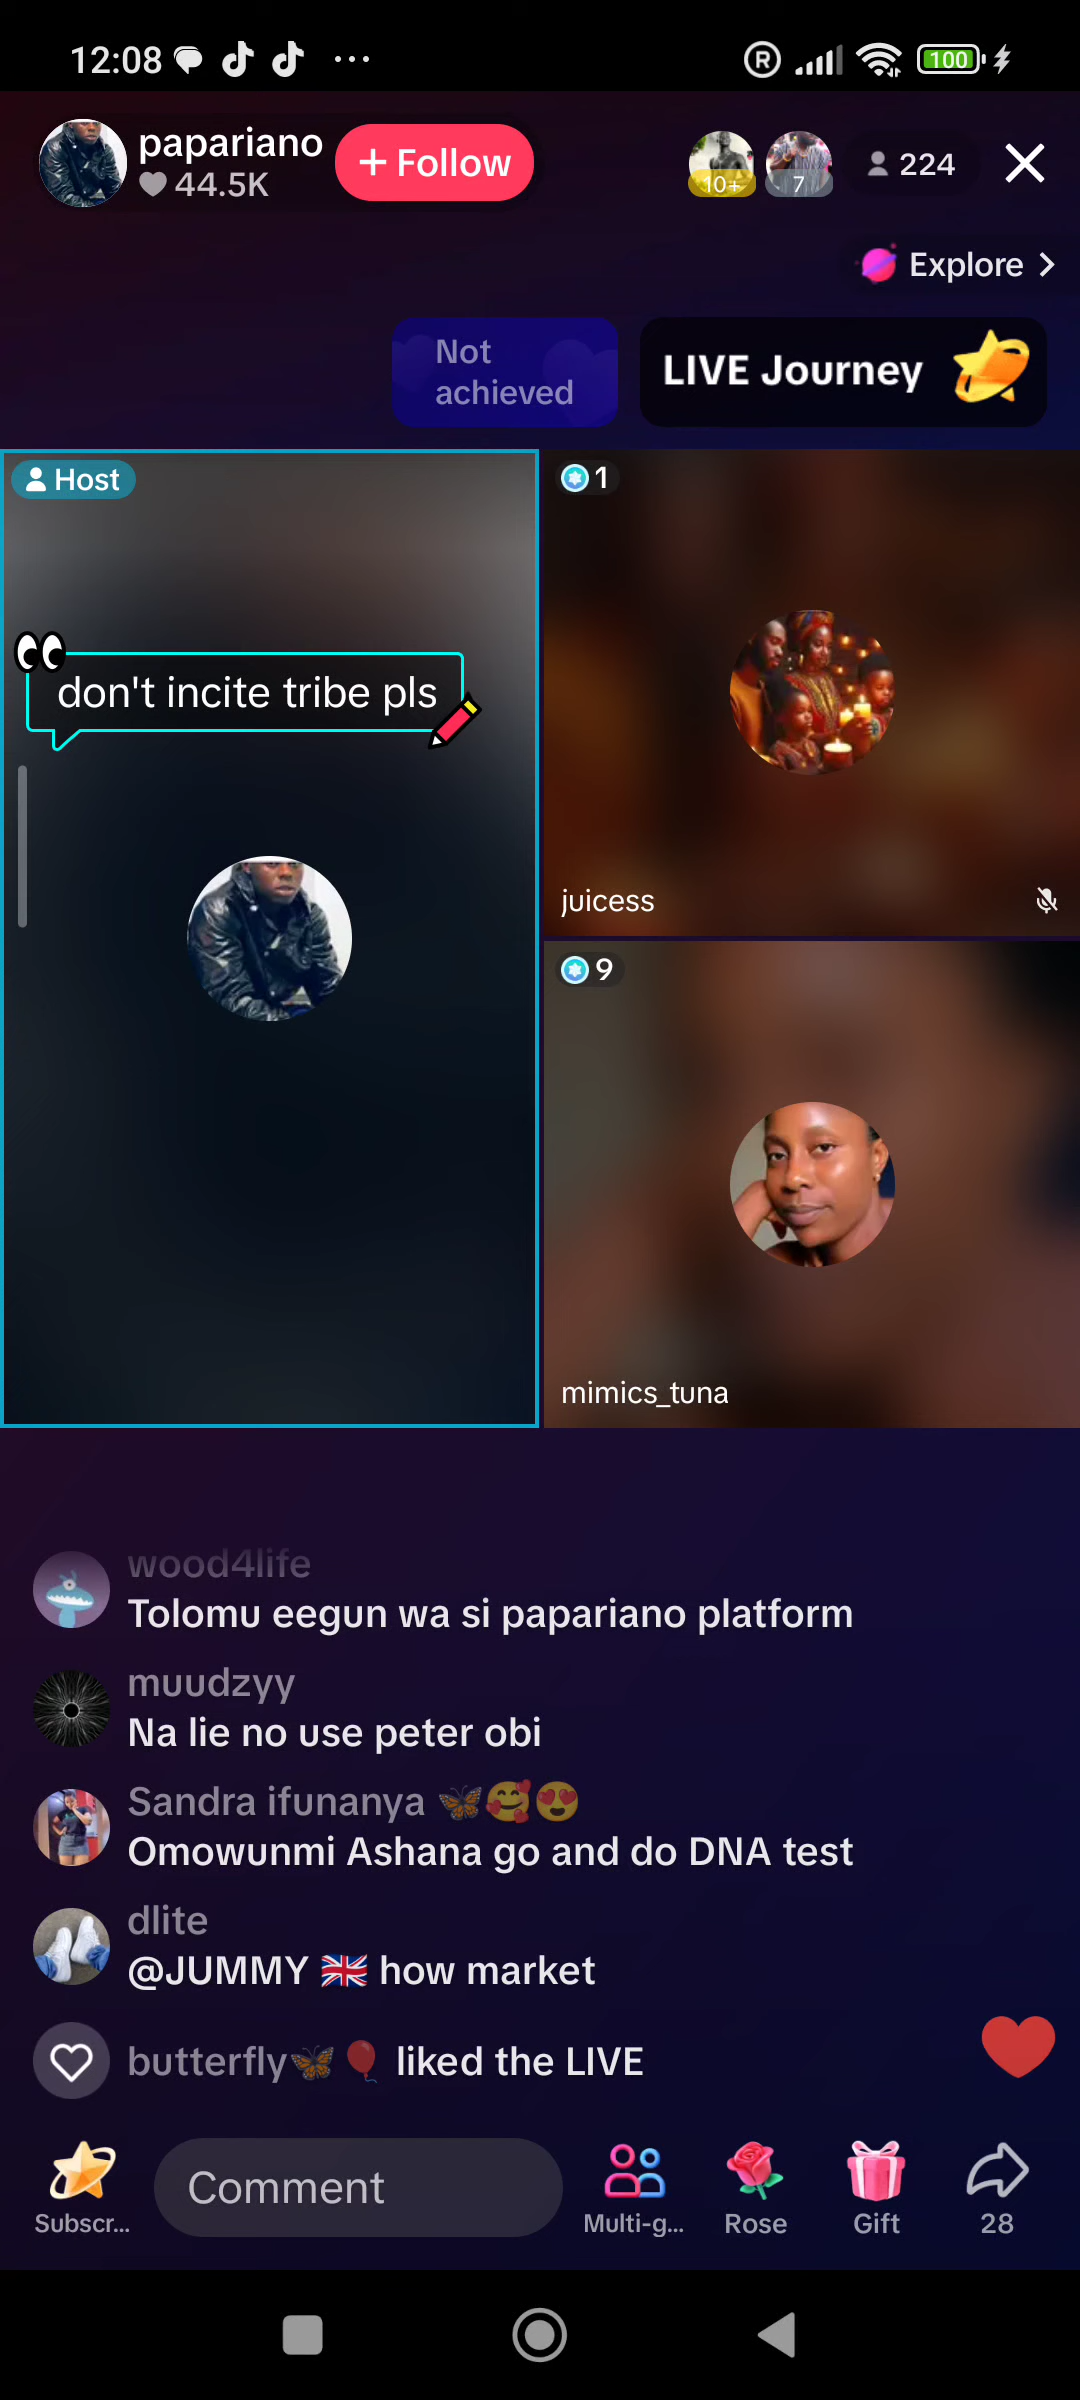 12:08
R
100
papariano
44.5K
+ Follow
10+
7
224
Explore
Not
achieved
LIVE Journey
Host
don't incite tribe pls
1
juicess
9
mimics_tuna
wood4life
Tolomu eegun wa si papariano platform
muudzyy
Na lie no use peter obi
Sandra ifunanya 🦋🥰😍
Omowunmi Ashana go and do DNA test
dlite
@JUMMY 🇬🇧 how market
butterfly🦋🎈 liked the LIVE
Comment
Subscr...
Multi-g...
Rose
Gift
28